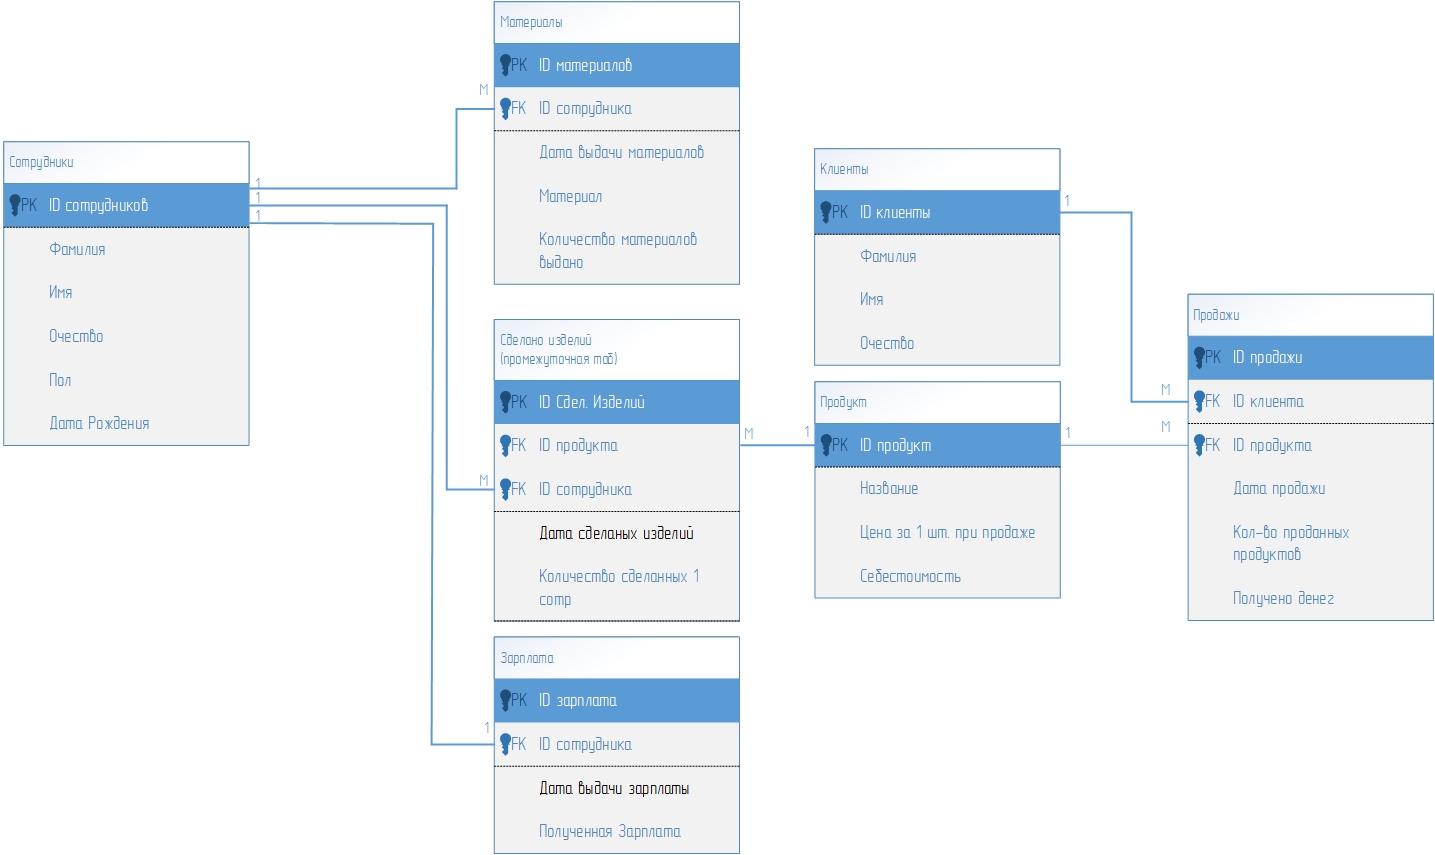 Материалы
PK ID материалов
М
FK ID сотрудника
Дата выдачи материалов
Материал
Количество материалов
выдано
Сотрудники
PK ID сотрудников
1
1
1
Фамилия
Имя
Очество
Пол
Дата Рождения
Сделано изделий
(промежуточная таб)
PK ID Сдел. Изделий
FK ID продукта
М
М
FK ID сотрудника
Дата сделаных изделий
Количество сделанных 1
сотр
Зарплата
PK ID зарплата
1
FK ID сотрудника
Дата выдачи зарплаты
Полученная Зарплата
Клиенты
PK ID клиенты
1
Фамилия
Имя
Очество
Продукт
1
PK ID продукт
1
Название
Цена за 1 шт. при продаже
Себестоимость
Продажи
PK ID продажи
М
FK ID клиента
М
FK ID продукта
Дата продажи
Кол-во проданных
продуктов
Получено денег